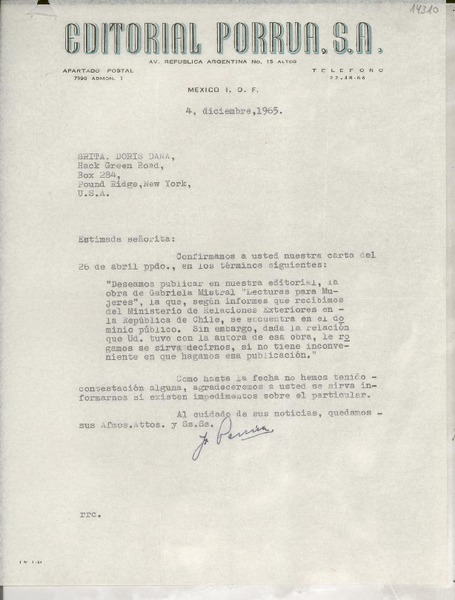 14310
EDITORIAL PORRUA, S.A.
AV. REPUBLICA ARGENTINA No. 15 ALTOS
APARTADO POSTAL
7990 ADMON. 1
TELEFONO
22-48-66
MEXICO 1, D. F.
4, diciembre,1965.
SRITA. DORIS DANA,
Hack Green Road,
Box 284,
Pound Ridge,New York,
U.S.A.
Estimada señorita:
Confirmamos a usted nuestra carta del
26 de abril ppdo., en los términos siguientes:
"Deseamos publicar en nuestra editorial, la
obra de Gabriela Mistral "Lecturas para Mu-
jeres", la que, según informes que recibimos
del Ministerio de Relaciones Exteriores en -
la República de Chile, se encuentra en el do
minio público. Sin embargo, dada la relación
que Ud. tuvo con la autora de esa obra, le ro
gamos se sirva decirnos, si no tiene inconve-
niente en que hagamos esa publicación."
Como hasta la fecha no hemos tenido -
contestación alguna, agradeceremos a usted se sirva in-
formarnos si existen impedimentos sobre el particular.
Al cuidado de sus noticias, quedamos -
sus Afmos.Attos. y Ss.Ss.
rrc.